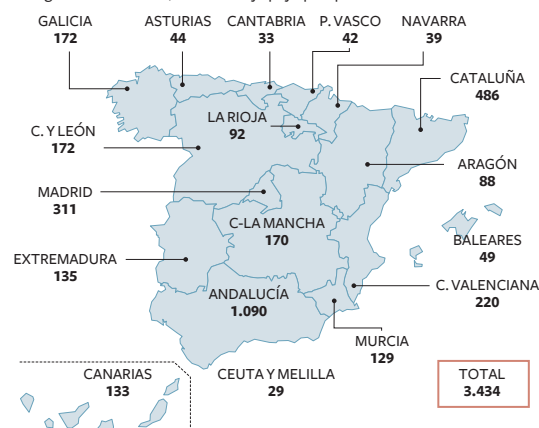 GALICIA
172
ASTURIAS
44
CANTABRIA
33
P. VASCO
42
NAVARRA
39
CATALUÑA
486
LA RIOJA
92
C. Y LEÓN
172
ARAGÓN
88
MADRID
311
C-LA MANCHA
170
BALEARES
49
EXTREMADURA
135
ANDALUCÍA
1.090
C. VALENCIANA
220
MURCIA
129
CANARIAS
133
CEUTA Y MELILLA
29
TOTAL
3.434